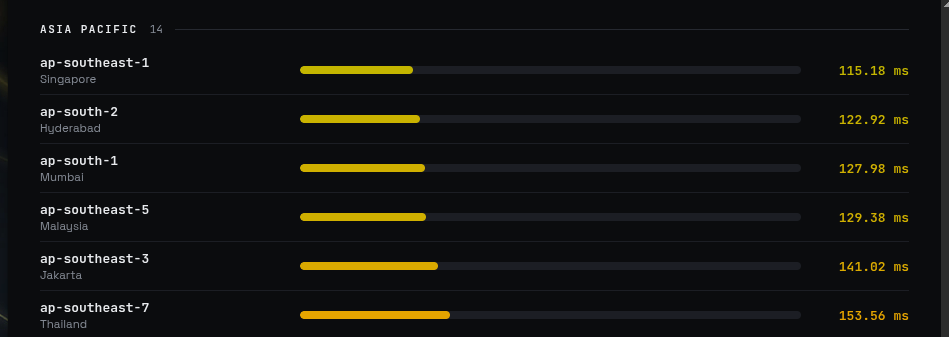 ASIA PACIFIC 14
ap-southeast-1 115.18 ms
Singapore
ap-south-2 122.92 ms
Hyderabad
ap-south-1 127.98 ms
Mumbai
ap-southeast-5 129.38 ms
Malaysia
ap-southeast-3 141.02 ms
Jakarta
ap-southeast-7 153.56 ms
Thailand